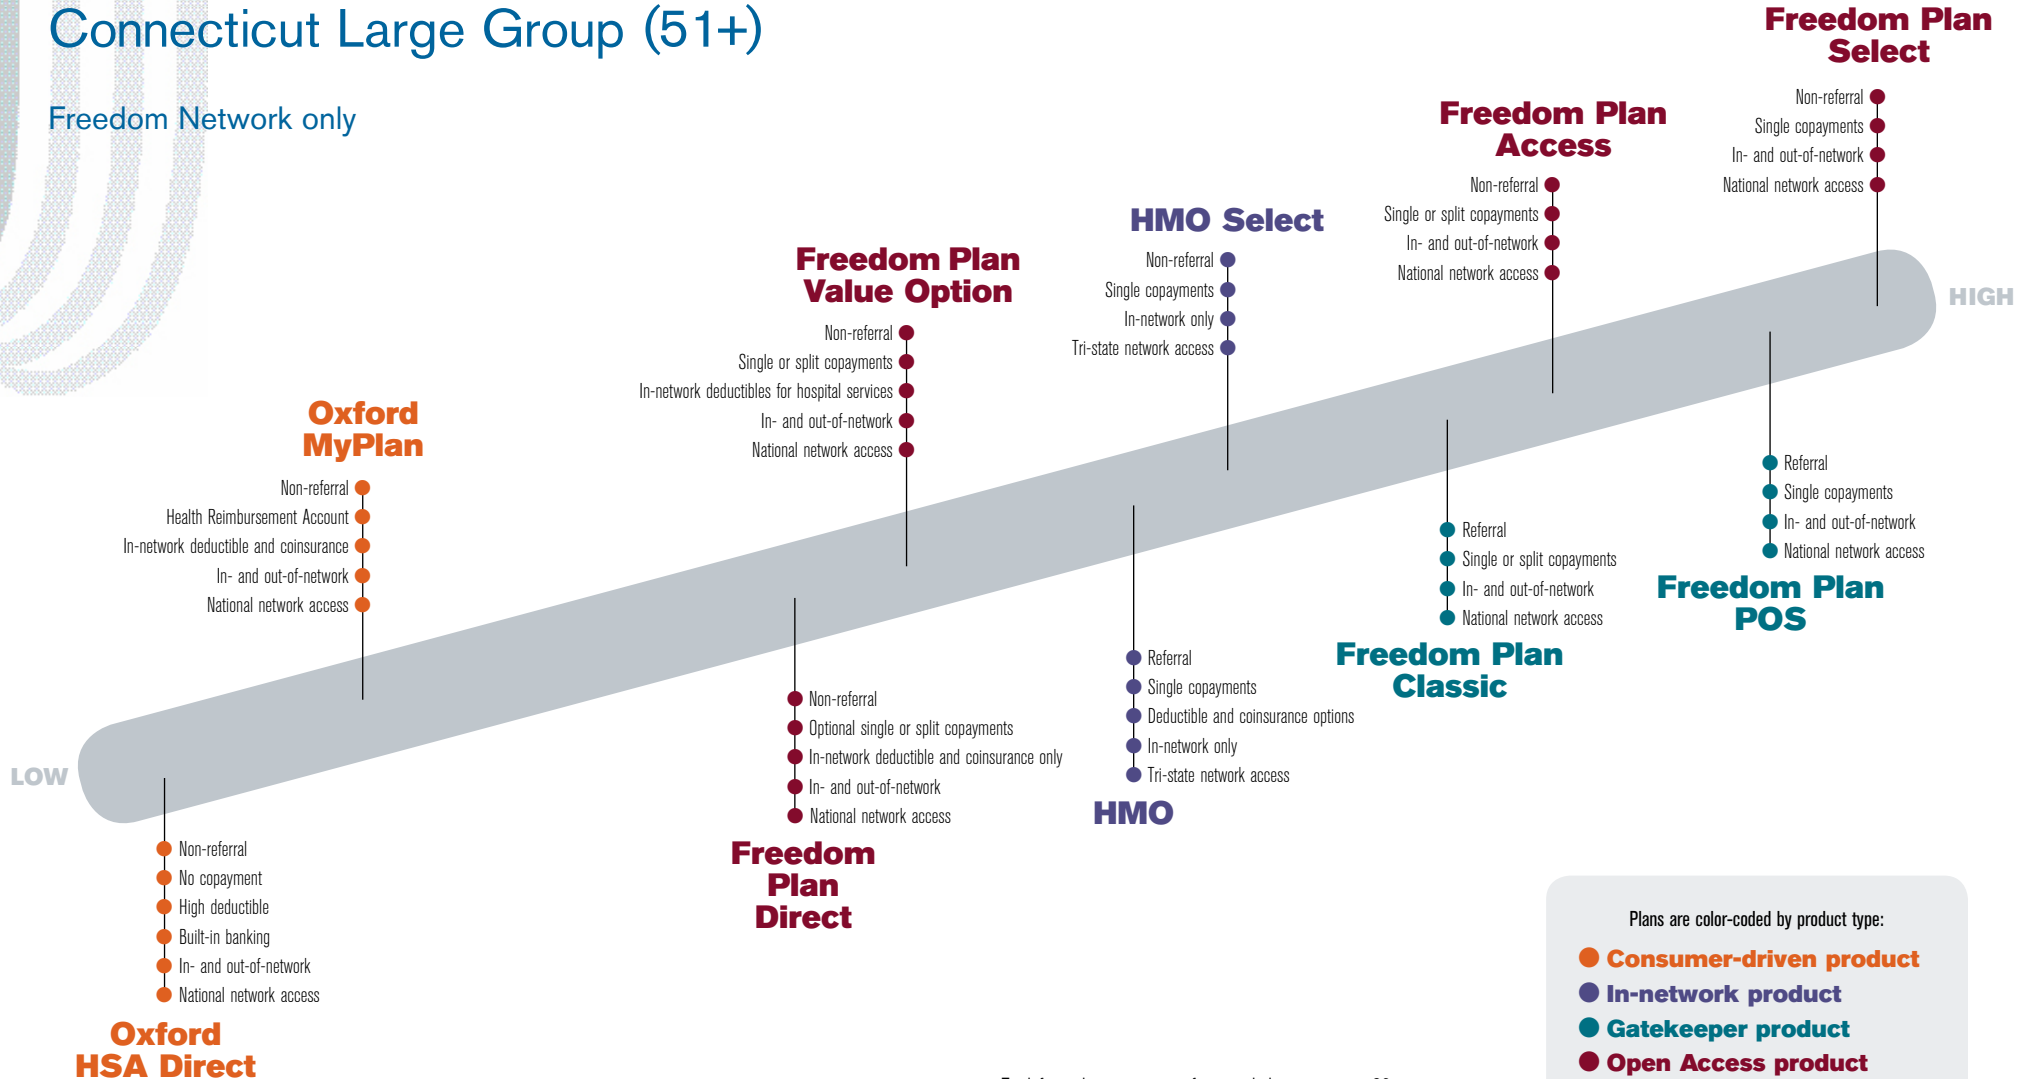 Connecticut Large Group (51+)
Freedom Network only
Freedom Plan
Select
Non-referral
Single copayments
In- and out-of-network
National network access
Freedom Plan
Access
Non-referral
Single or split copayments
In- and out-of-network
National network access
HMO Select
Non-referral
Single copayments
In-network only
Tri-state network access
Freedom Plan
Value Option
Non-referral
Single or split copayments
In-network deductibles for hospital services
In- and out-of-network
National network access
Oxford
MyPlan
Non-referral
Health Reimbursement Account
In-network deductible and coinsurance
In- and out-of-network
National network access
HIGH
LOW
Non-referral
No copayment
High deductible
Built-in banking
In- and out-of-network
National network access
Oxford
HSA Direct
Non-referral
Optional single or split copayments
In-network deductible and coinsurance only
In- and out-of-network
National network access
Freedom
Plan
Direct
Referral
Single copayments
Deductible and coinsurance options
In-network only
Tri-state network access
HMO
Referral
Single or split copayments
In- and out-of-network
National network access
Freedom Plan
Classic
Referral
Single copayments
In- and out-of-network
National network access
Freedom Plan
POS
Plans are color-coded by product type:
Consumer-driven product
In-network product
Gatekeeper product
Open Access product